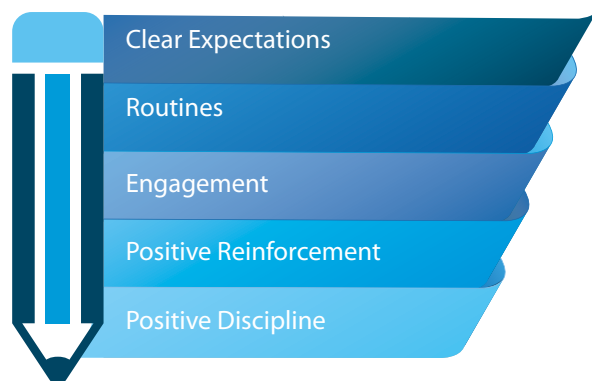 Clear Expectations
Routines
Engagement
Positive Reinforcement
Positive Discipline